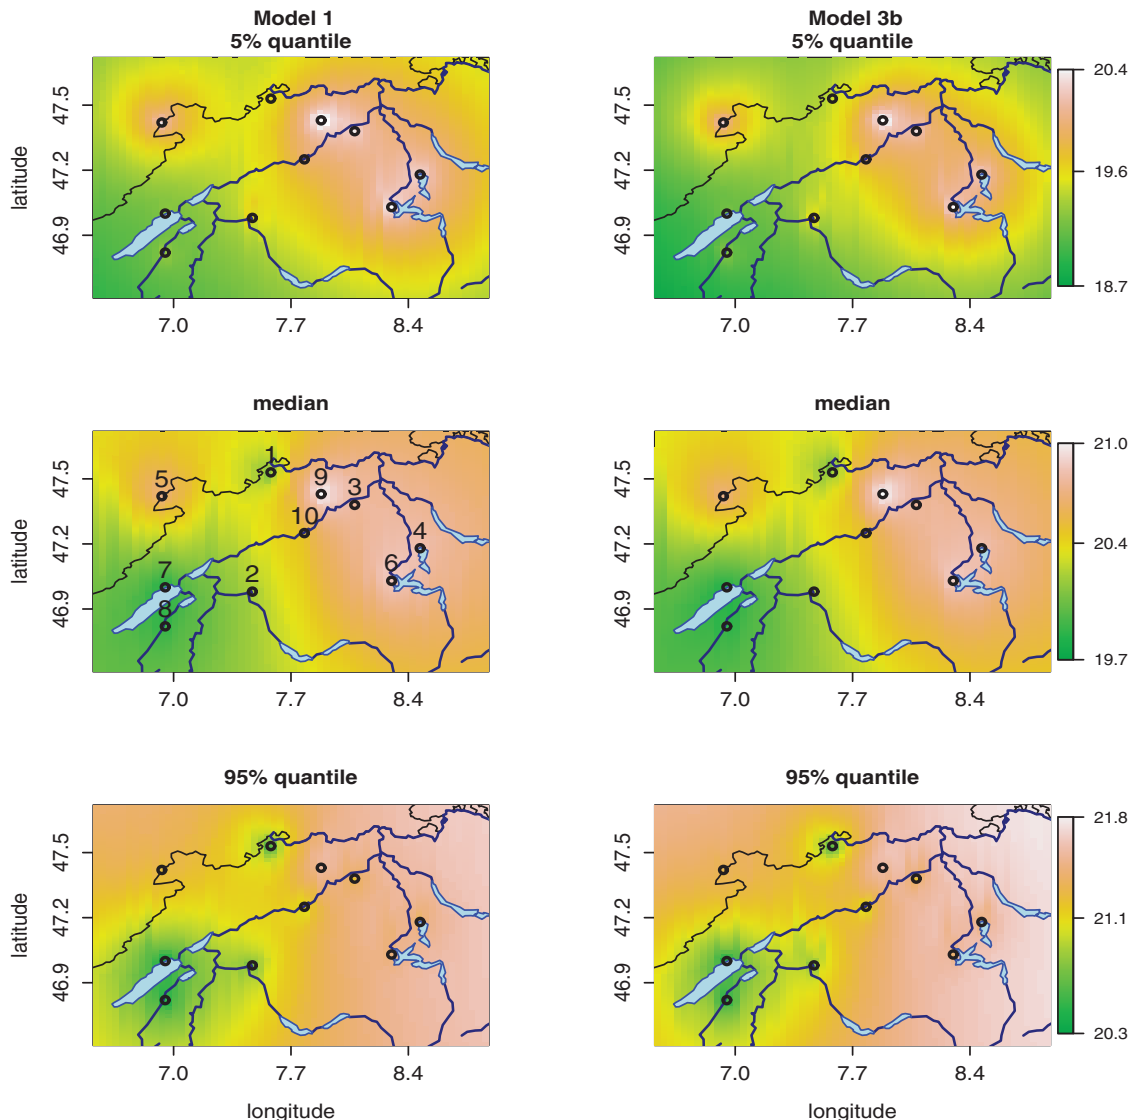 Model 1
5% quantile
Model 3b
5% quantile
latitude
47.5
47.2
46.9
7.0 7.7 8.4
47.5
47.2
46.9
7.0 7.7 8.4
20.4
19.6
18.7
median
median
latitude
47.5
47.2
46.9
1
5
9
3
10
4
6
7
2
8
7.0 7.7 8.4
47.5
47.2
46.9
7.0 7.7 8.4
21.0
20.4
19.7
95% quantile
95% quantile
latitude
47.5
47.2
46.9
7.0 7.7 8.4
longitude
47.5
47.2
46.9
7.0 7.7 8.4
longitude
21.8
21.1
20.3